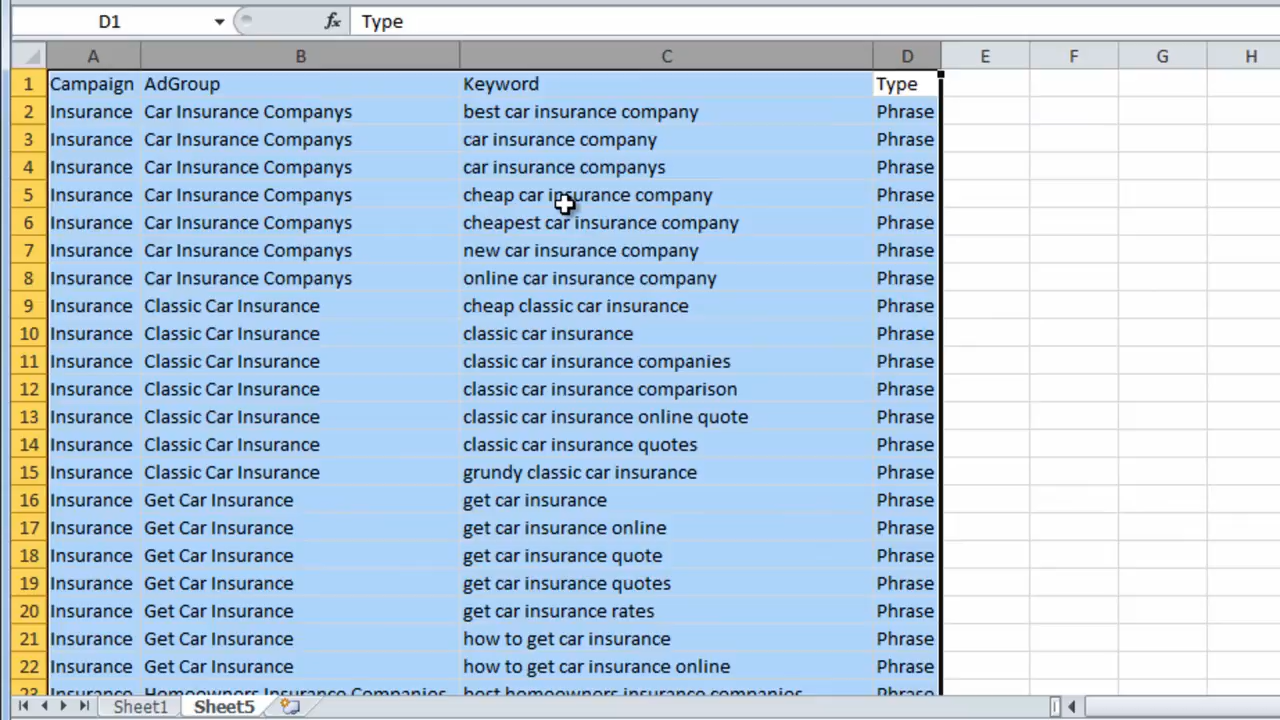 D1 fx Type
A B C D E F G H
1 Campaign AdGroup Keyword Type
2 Insurance Car Insurance Companys best car insurance company Phrase
3 Insurance Car Insurance Companys car insurance company Phrase
4 Insurance Car Insurance Companys car insurance companys Phrase
5 Insurance Car Insurance Companys cheap car insurance company Phrase
6 Insurance Car Insurance Companys cheapest car insurance company Phrase
7 Insurance Car Insurance Companys new car insurance company Phrase
8 Insurance Car Insurance Companys online car insurance company Phrase
9 Insurance Classic Car Insurance cheap classic car insurance Phrase
10 Insurance Classic Car Insurance classic car insurance Phrase
11 Insurance Classic Car Insurance classic car insurance companies Phrase
12 Insurance Classic Car Insurance classic car insurance comparison Phrase
13 Insurance Classic Car Insurance classic car insurance online quote Phrase
14 Insurance Classic Car Insurance classic car insurance quotes Phrase
15 Insurance Classic Car Insurance grundy classic car insurance Phrase
16 Insurance Get Car Insurance get car insurance Phrase
17 Insurance Get Car Insurance get car insurance online Phrase
18 Insurance Get Car Insurance get car insurance quote Phrase
19 Insurance Get Car Insurance get car insurance quotes Phrase
20 Insurance Get Car Insurance get car insurance rates Phrase
21 Insurance Get Car Insurance how to get car insurance Phrase
22 Insurance Get Car Insurance how to get car insurance online Phrase
23 Insurance Homeowners Insurance Companies best homeowners insurance companies Phrase
Sheet1 Sheet5